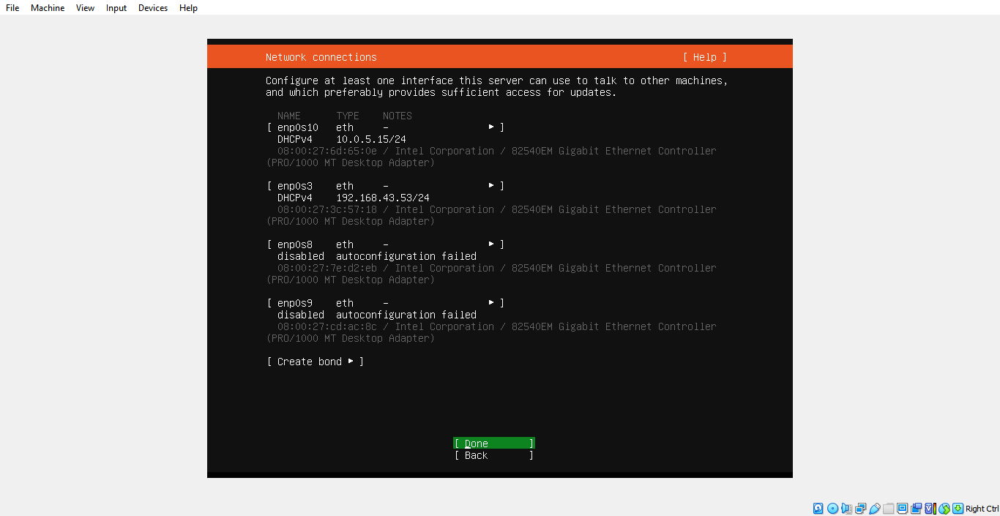 File Machine View Input Devices Help
Network connections [ Help ]
Configure at least one interface this server can use to talk to other machines,
and which preferably provides sufficient access for updates.
NAME TYPE NOTES
[ enp0s10 eth – ▸ ]
DHCPv4 10.0.5.15/24
08:00:27:6d:65:0e / Intel Corporation / 82540EM Gigabit Ethernet Controller
(PRO/1000 MT Desktop Adapter)
[ enp0s3 eth – ▸ ]
DHCPv4 192.168.43.53/24
08:00:27:3c:57:18 / Intel Corporation / 82540EM Gigabit Ethernet Controller
(PRO/1000 MT Desktop Adapter)
[ enp0s8 eth – ▸ ]
disabled autoconfiguration failed
08:00:27:7e:d2:eb / Intel Corporation / 82540EM Gigabit Ethernet Controller
(PRO/1000 MT Desktop Adapter)
[ enp0s9 eth – ▸ ]
disabled autoconfiguration failed
08:00:27:cd:ac:8c / Intel Corporation / 82540EM Gigabit Ethernet Controller
(PRO/1000 MT Desktop Adapter)
[ Create bond ▸ ]
[ Done ]
[ Back ]
Right Ctrl